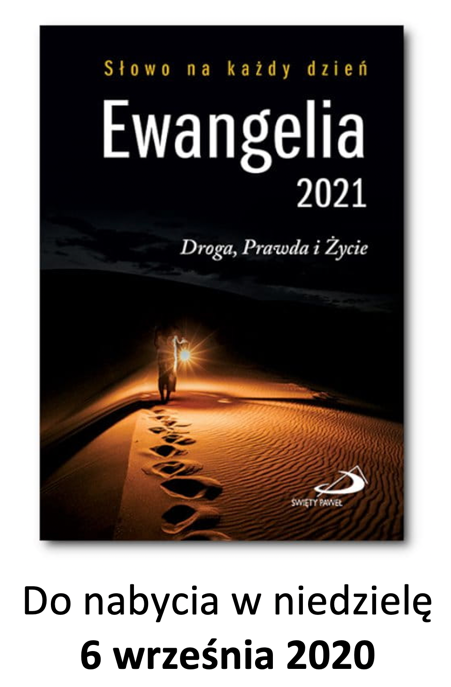 Słowo na każdy dzień
Ewangelia
2021
Droga, Prawda i Życie
ŚWIĘTY PAWEŁ
Do nabycia w niedzielę
6 września 2020